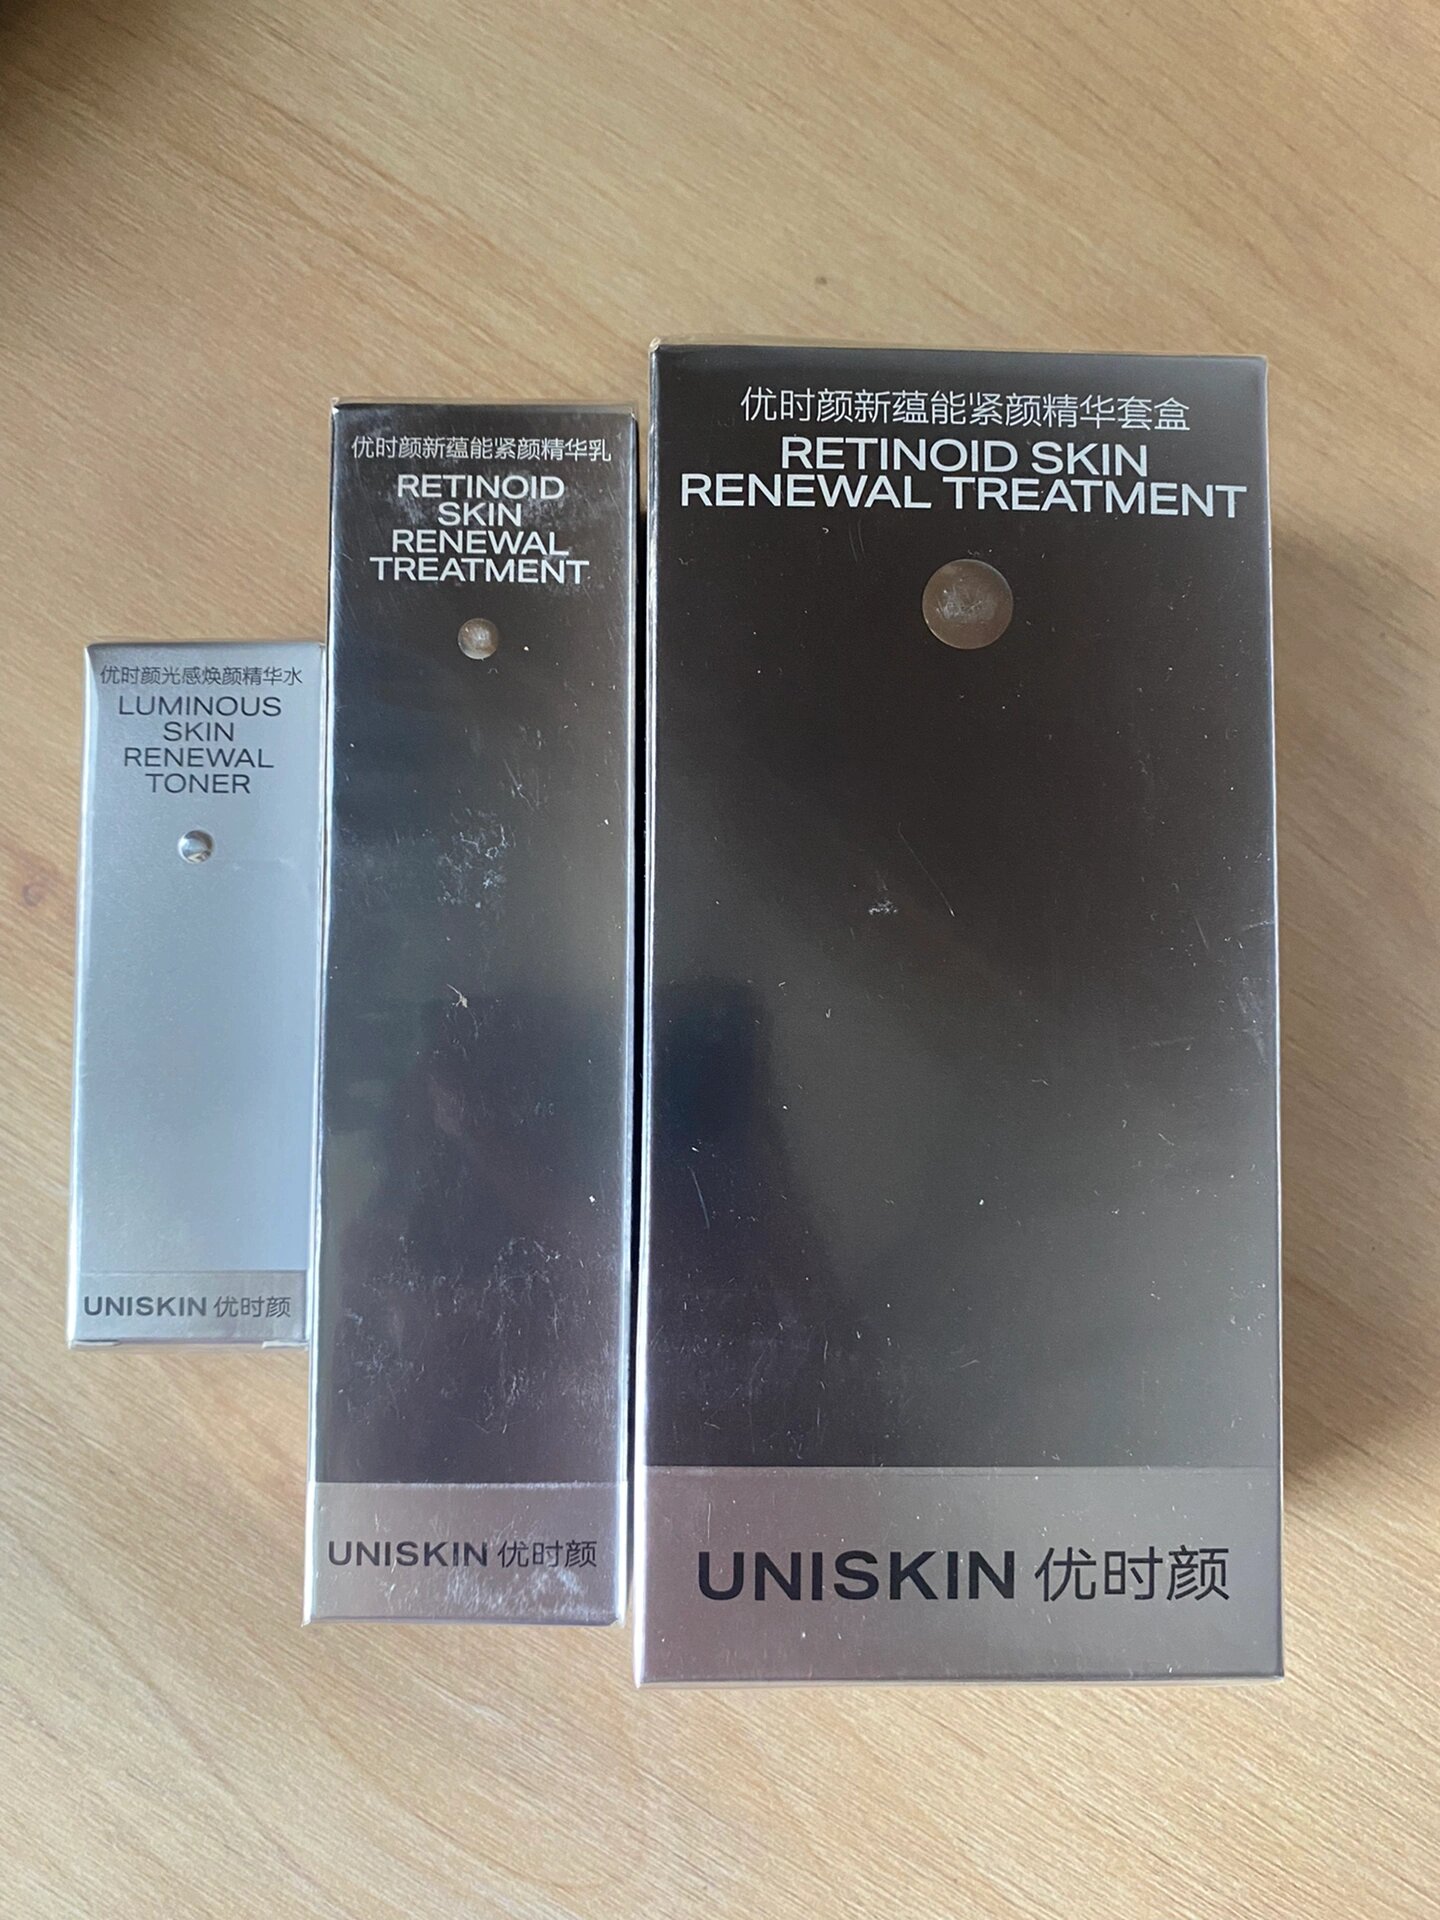 优时颜光感焕颜精华水
LUMINOUS
SKIN
RENEWAL
TONER
UNISKIN 优时颜
优时颜新蕴能紧颜精华乳
RETINOID
SKIN
RENEWAL
TREATMENT
UNISKIN 优时颜
优时颜新蕴能紧颜精华套盒
RETINOID SKIN
RENEWAL TREATMENT
UNISKIN 优时颜